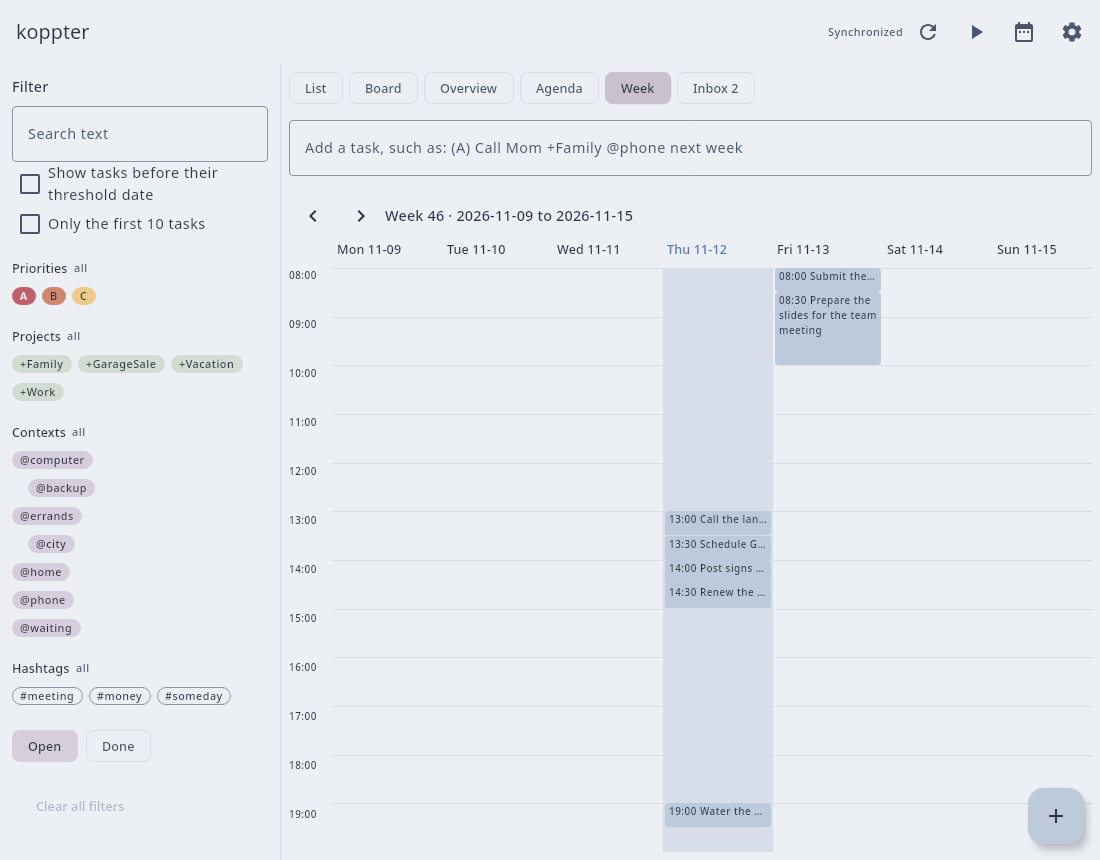 koppter
Synchronized
Filter
Search text
Show tasks before their
threshold date
Only the first 10 tasks
Priorities all
A B C
Projects all
+Family +GarageSale +Vacation
+Work
Contexts all
@computer
@backup
@errands
@city
@home
@phone
@waiting
Hashtags all
#meeting #money #someday
Open Done
Clear all filters
List Board Overview Agenda Week Inbox 2
Add a task, such as: (A) Call Mom +Family @phone next week
Week 46 · 2026-11-09 to 2026-11-15
Mon 11-09 Tue 11-10 Wed 11-11 Thu 11-12 Fri 11-13 Sat 11-14 Sun 11-15
08:00
09:00
10:00
11:00
12:00
13:00
14:00
15:00
16:00
17:00
18:00
19:00
13:00 Call the lan...
13:30 Schedule G...
14:00 Post signs ...
14:30 Renew the ...
19:00 Water the ...
08:00 Submit the...
08:30 Prepare the
slides for the team
meeting